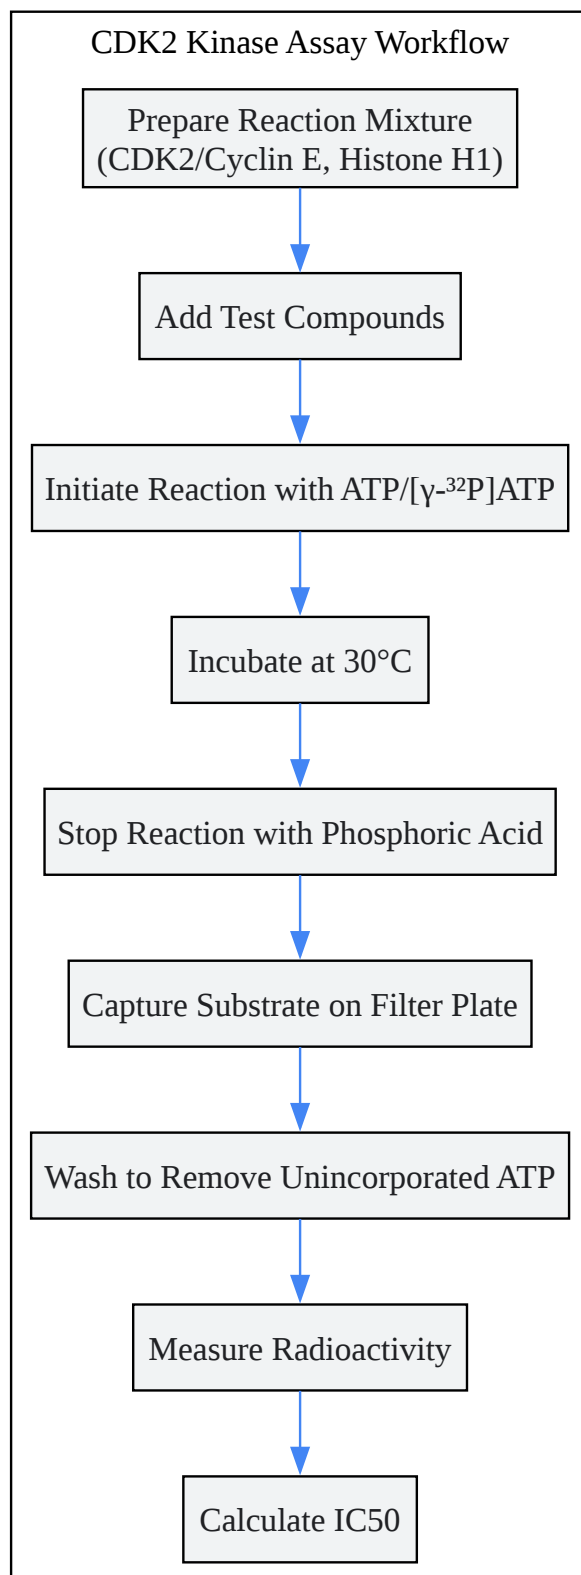 CDK2 Kinase Assay Workflow
Prepare Reaction Mixture
(CDK2/Cyclin E, Histone H1)
Add Test Compounds
Initiate Reaction with ATP/[γ-³²P]ATP
Incubate at 30°C
Stop Reaction with Phosphoric Acid
Capture Substrate on Filter Plate
Wash to Remove Unincorporated ATP
Measure Radioactivity
Calculate IC50